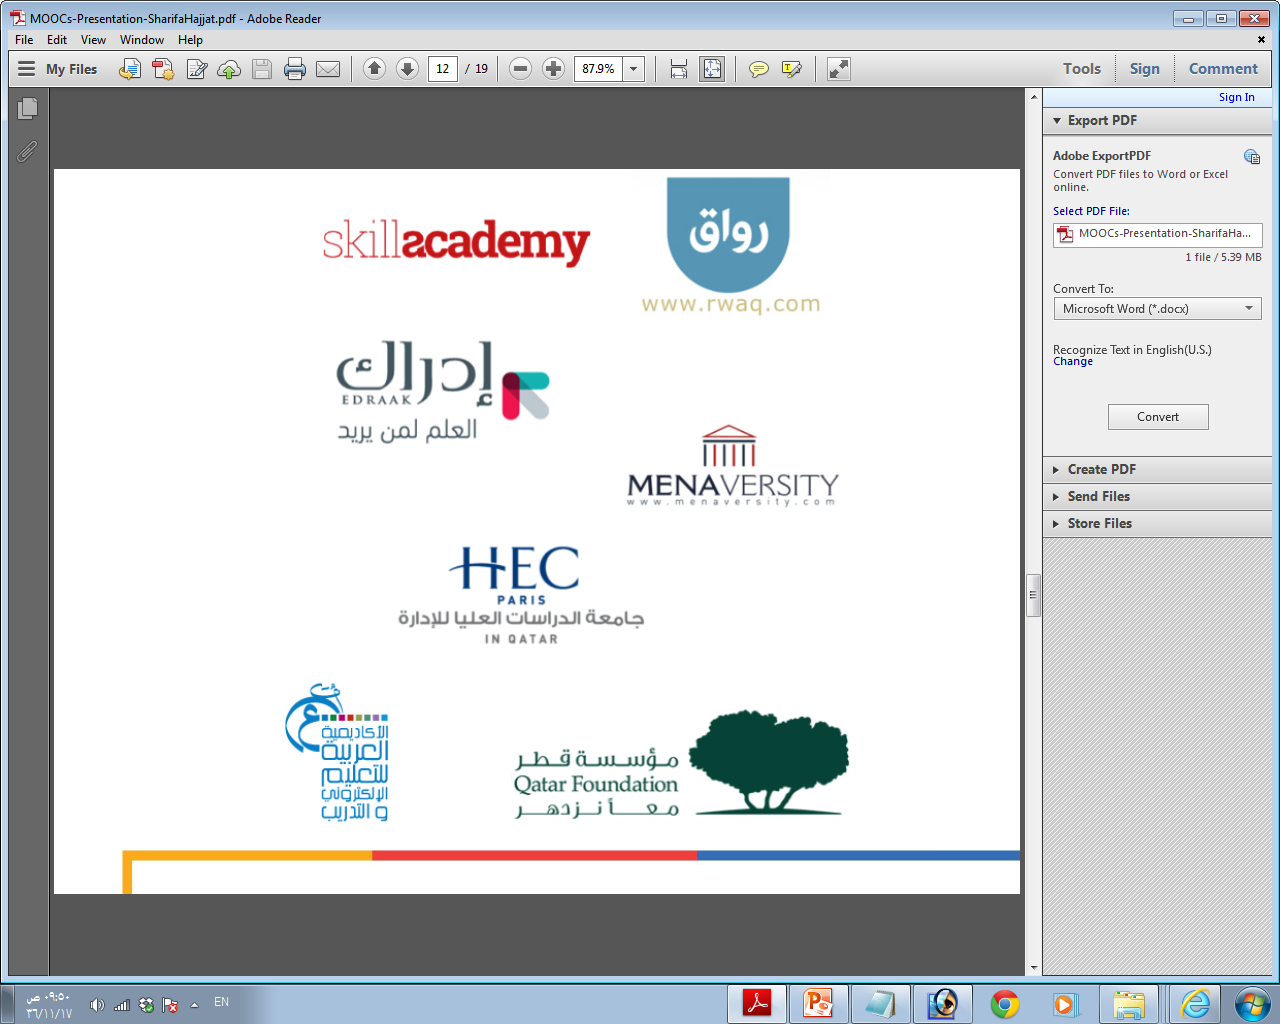 MOOCs-Presentation-SharifaHajjat.pdf - Adobe Reader
File Edit View Window Help
My Files 12 / 19 87.9% Tools Sign Comment
Sign In
Export PDF
Adobe ExportPDF
Convert PDF files to Word or Excel
online.
Select PDF File:
MOOCs-Presentation-SharifaHa...
1 file / 5.39 MB
Convert To:
Microsoft Word (*.docx)
Recognize Text in English(U.S.)
Change
Convert
Create PDF
Send Files
Store Files
skillacademy
رواق
www.rwaq.com
إدراك
EDRAAK
العلم لمن يريد
MENAVERSITY
www.menaversity.com
HEC
PARIS
جامعة الدراسات العليا للإدارة
IN QATAR
الأكاديمية
العربية
للتعليم
الإلكتروني
و التدريب
مؤسسة قطر
Qatar Foundation
معاً نزدهر
٠٩:٥٠ ص
٣٦/١١/١٧
EN